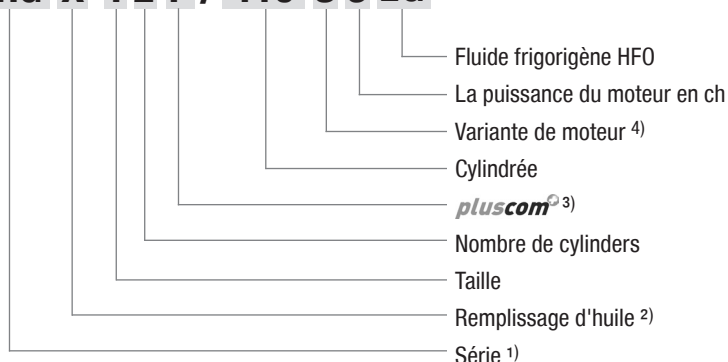 Fluide frigorigène HFO
La puissance du moteur en ch
Variante de moteur 4)
Cylindrée
pluscom 3)
Nombre de cylinders
Taille
Remplissage d'huile 2)
Série 1)